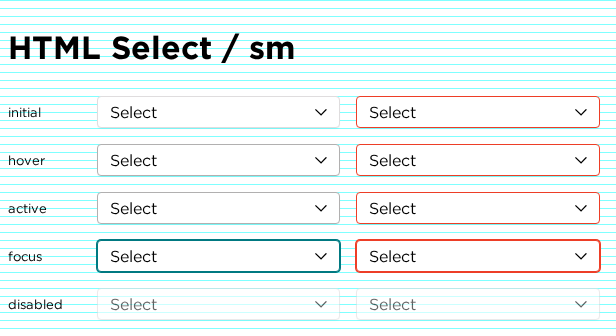 HTML Select / sm
initial Select Select
hover Select Select
active Select Select
focus Select Select
disabled Select Select